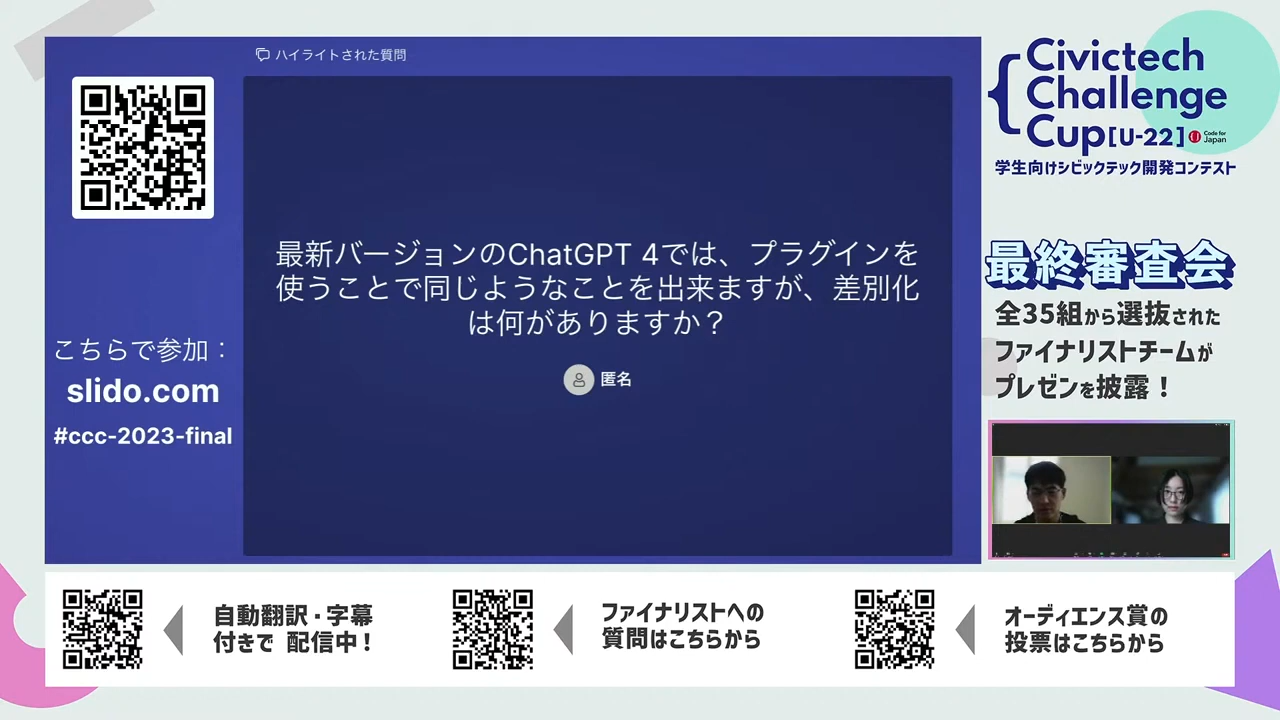 ハイライトされた質問
最新バージョンのChatGPT 4では、プラグインを
使うことで同じようなことを出来ますが、差別化
は何がありますか？
匿名
こちらで参加：
slido.com
#ccc-2023-final
Civictech
Challenge
Cup[U-22]
Code for
Japan
学生向けシビックテック開発コンテスト
最終審査会
全35組から選抜された
ファイナリストチームが
プレゼンを披露！
自動翻訳・字幕
付きで 配信中！
ファイナリストへの
質問はこちらから
オーディエンス賞の
投票はこちらから